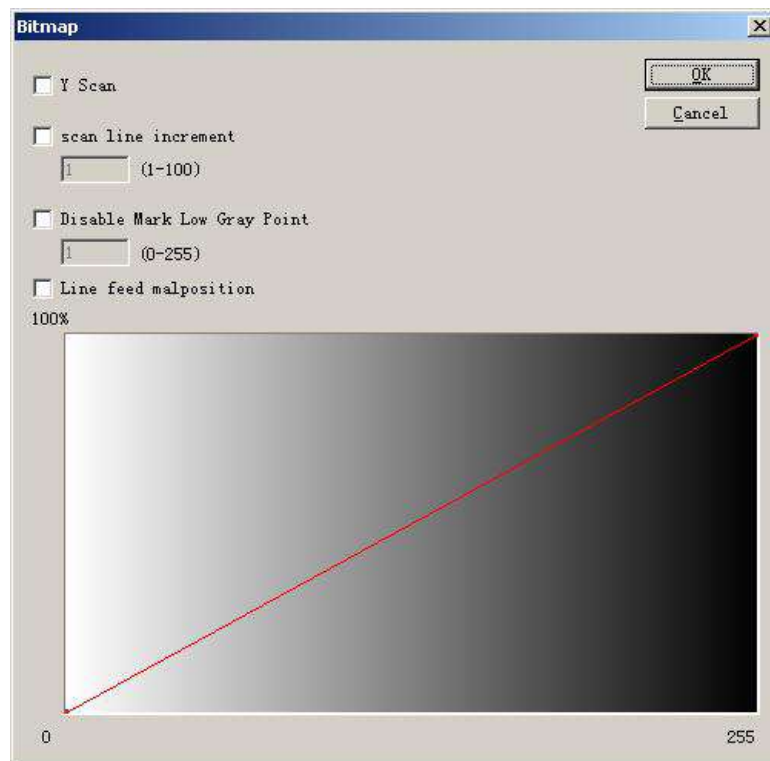 Bitmap
Y Scan
OK
Cancel
scan line increment
1 (1-100)
Disable Mark Low Gray Point
1 (0-255)
Line feed malposition
100%
0 255